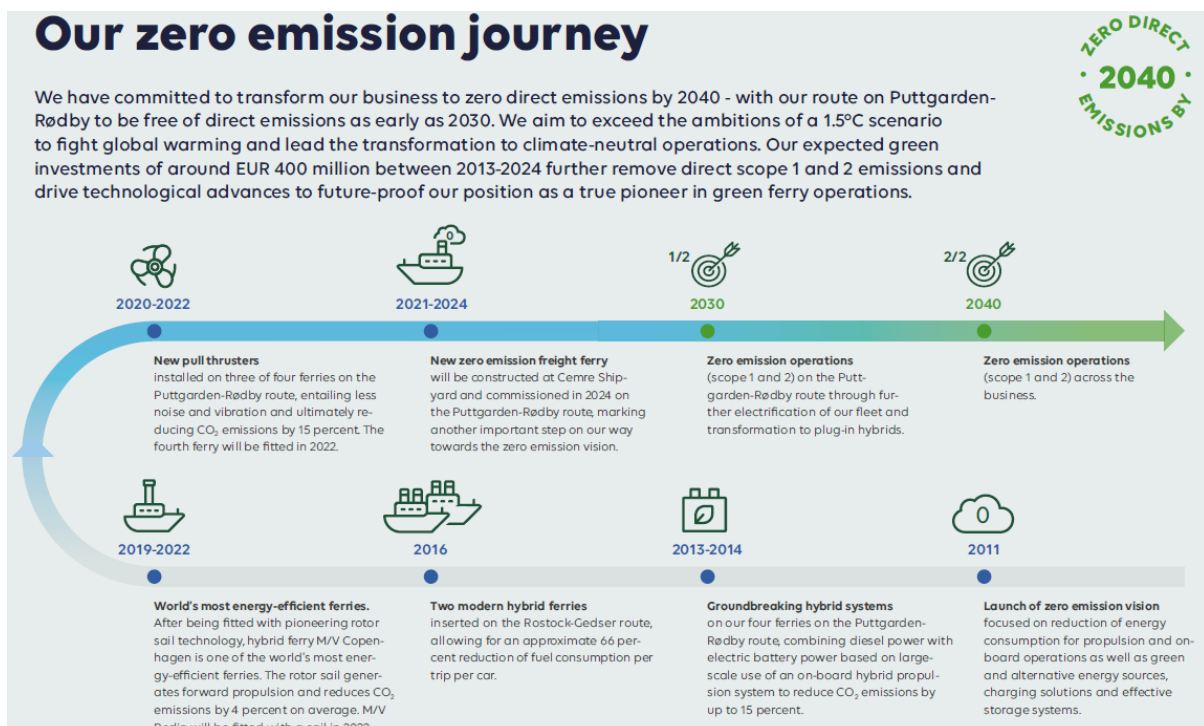 Our zero emission journey
ZERO DIRECT
· 2040 ·
EMISSIONS BY
We have committed to transform our business to zero direct emissions by 2040 - with our route on Puttgarden-
Rødby to be free of direct emissions as early as 2030. We aim to exceed the ambitions of a 1.5ºC scenario
to fight global warming and lead the transformation to climate-neutral operations. Our expected green
investments of around EUR 400 million between 2013-2024 further remove direct scope 1 and 2 emissions and
drive technological advances to future-proof our position as a true pioneer in green ferry operations.
2020-2022
New pull thrusters
installed on three of four ferries on the
Puttgarden-Rødby route, entailing less
noise and vibration and ultimately re-
ducing CO₂ emissions by 15 percent. The
fourth ferry will be fitted in 2022.
0
2021-2024
New zero emission freight ferry
will be constructed at Cemre Ship-
yard and commissioned in 2024 on
the Puttgarden-Rødby route, marking
another important step on our way
towards the zero emission vision.
1/2
2030
Zero emission operations
(scope 1 and 2) on the Putt-
garden-Rødby route through fur-
ther electrification of our fleet and
transformation to plug-in hybrids.
2/2
2040
Zero emission operations
(scope 1 and 2) across the
business.
2019-2022
World's most energy-efficient ferries.
After being fitted with pioneering rotor
sail technology, hybrid ferry M/V Copen-
hagen is one of the world's most ener-
gy-efficient ferries. The rotor sail gener-
ates forward propulsion and reduces CO₂
emissions by 4 percent on average. M/V
Berlin will be fitted with a sail in 2022.
2016
Two modern hybrid ferries
inserted on the Rostock-Gedser route,
allowing for an approximate 66 per-
cent reduction of fuel consumption per
trip per car.
2013-2014
Groundbreaking hybrid systems
on our four ferries on the Puttgarden-
Rødby route, combining diesel power with
electric battery power based on large-
scale use of an on-board hybrid propul-
sion system to reduce CO₂ emissions by
up to 15 percent.
0
2011
Launch of zero emission vision
focused on reduction of energy
consumption for propulsion and on-
board operations as well as green
and alternative energy sources,
charging solutions and effective
storage systems.